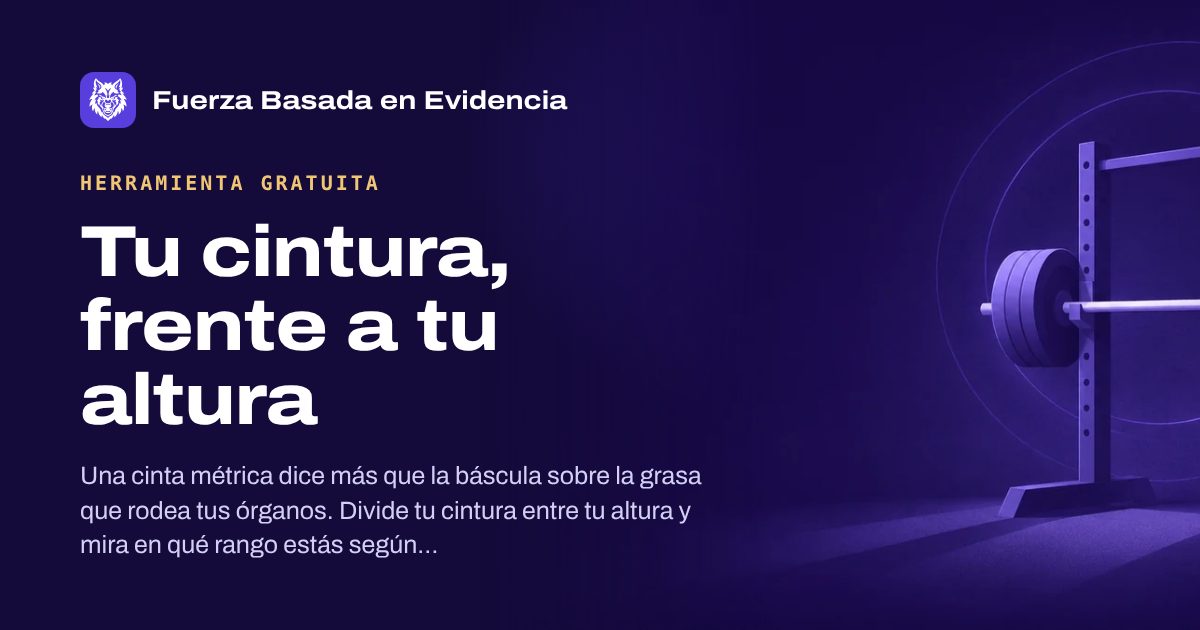 Fuerza Basada en Evidencia
HERRAMIENTA GRATUITA
Tu cintura,
frente a tu
altura
Una cinta métrica dice más que la báscula sobre la grasa
que rodea tus órganos. Divide tu cintura entre tu altura y
mira en qué rango estás según...